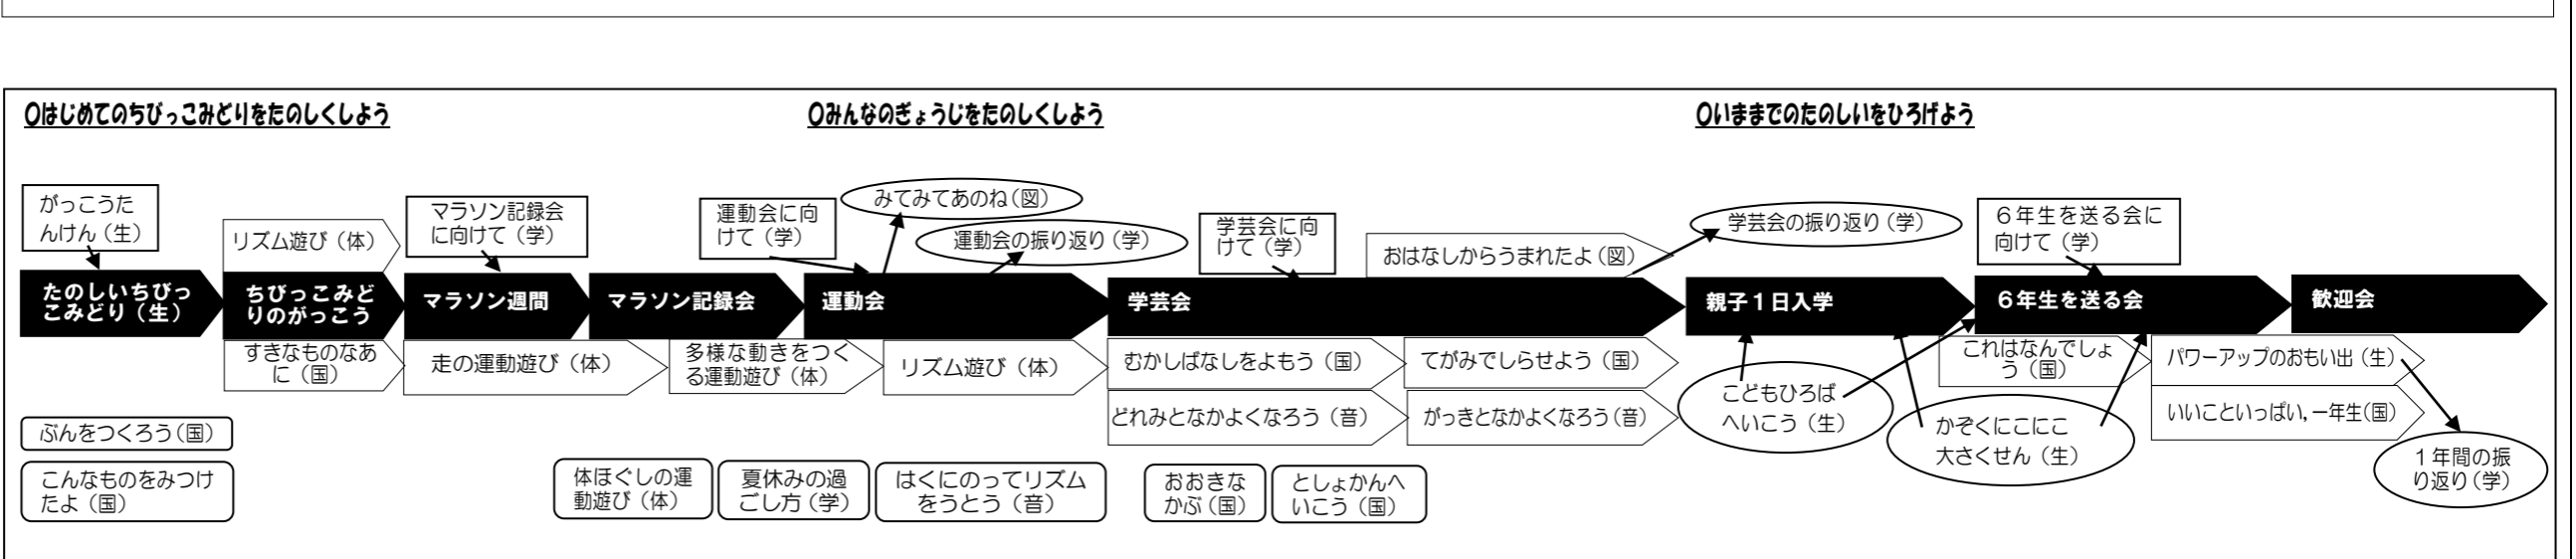 ○はじめてのちびっこみどりをたのしくしよう
○みんなのぎょうじをたのしくしよう
○いままでのたのしいをひろげよう
がっこうた
んけん（生）
リズム遊び（体）
マラソン記録会
に向けて（学）
運動会に向
けて（学）
みてみてあのね（図）
運動会の振り返り（学）
学芸会に向
けて（学）
おはなしからうまれたよ（図）
学芸会の振り返り（学）
６年生を送る会に
向けて（学）
たのしいちびっ
こみどり（生）
ちびっこみど
りのがっこう
マラソン週間
マラソン記録会
運動会
学芸会
親子１日入学
６年生を送る会
歓迎会
すきなものなあ
に（国）
走の運動遊び（体）
多様な動きをつく
る運動遊び（体）
リズム遊び（体）
むかしばなしをよもう（国）
てがみでしらせよう（国）
どれみとなかよくなろう（音）
がっきとなかよくなろう（音）
こどもひろば
へいこう（生）
これはなんでしょ
う（国）
かぞくにこにこ
大さくせん（生）
パワーアップのおもい出（生）
いいこといっぱい,一年生（国）
１年間の振
り返り（学）
ぶんをつくろう（国）
こんなものをみつけ
たよ（国）
体ほぐしの運
動遊び（体）
夏休みの過
ごし方（学）
はくにのってリズム
をうとう（音）
おおきな
かぶ（国）
としょかんへ
いこう（国）